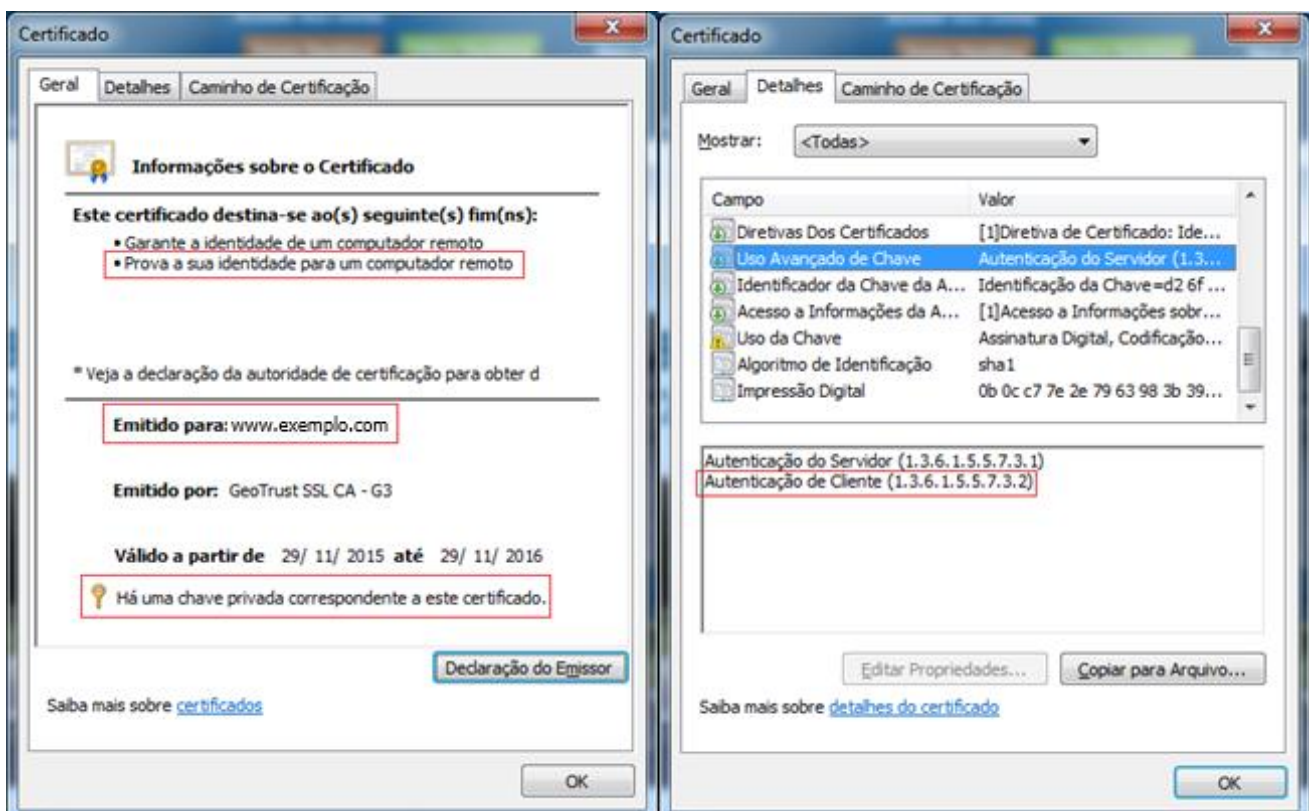 Certificado
Geral Detalhes Caminho de Certificação
Informações sobre o Certificado
Este certificado destina-se ao(s) seguinte(s) fim(ns):
• Garante a identidade de um computador remoto
• Prova a sua identidade para um computador remoto
* Veja a declaração da autoridade de certificação para obter d
Emitido para: www.exemplo.com
Emitido por: GeoTrust SSL CA - G3
Válido a partir de 29/ 11/ 2015 até 29/ 11/ 2016
Há uma chave privada correspondente a este certificado.
Declaração do Emissor
Saiba mais sobre certificados
OK
Certificado
Geral Detalhes Caminho de Certificação
Mostrar: <Todas>
Campo Valor
Diretivas Dos Certificados [1]Diretiva de Certificado: Ide...
Uso Avançado de Chave Autenticação do Servidor (1.3...
Identificador da Chave da A... Identificação da Chave=d2 6f ...
Acesso a Informações da A... [1]Acesso a Informações sobr...
Uso da Chave Assinatura Digital, Codificação...
Algoritmo de Identificação sha1
Impressão Digital 0b 0c c7 7e 2e 79 63 98 3b 39...
Autenticação do Servidor (1.3.6.1.5.5.7.3.1)
Autenticação de Cliente (1.3.6.1.5.5.7.3.2)
Editar Propriedades... Copiar para Arquivo...
Saiba mais sobre detalhes do certificado
OK